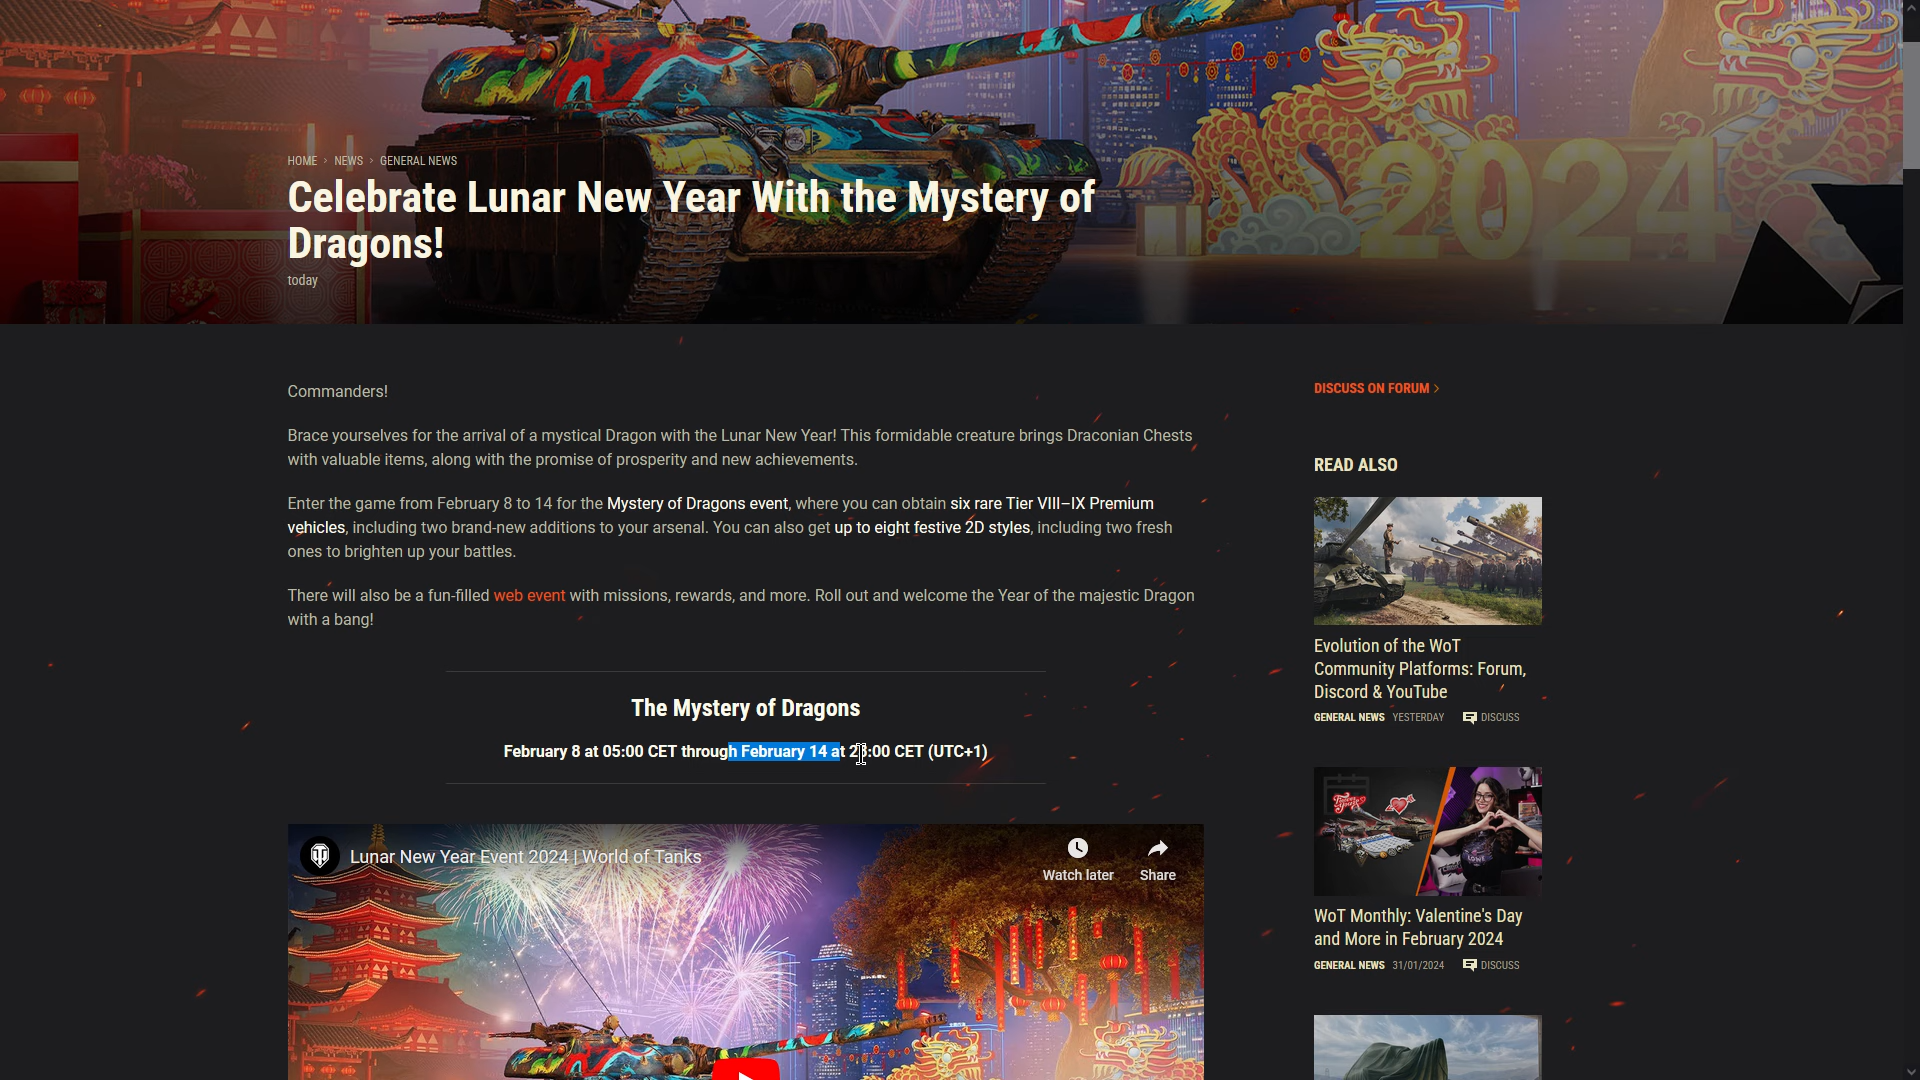 HOME › NEWS › GENERAL NEWS
Celebrate Lunar New Year With the Mystery of
Dragons!
today
2024
Commanders!
Brace yourselves for the arrival of a mystical Dragon with the Lunar New Year! This formidable creature brings Draconian Chests
with valuable items, along with the promise of prosperity and new achievements.
Enter the game from February 8 to 14 for the Mystery of Dragons event, where you can obtain six rare Tier VIII–IX Premium
vehicles, including two brand-new additions to your arsenal. You can also get up to eight festive 2D styles, including two fresh
ones to brighten up your battles.
There will also be a fun-filled web event with missions, rewards, and more. Roll out and welcome the Year of the majestic Dragon
with a bang!
The Mystery of Dragons
February 8 at 05:00 CET through February 14 at 23:00 CET (UTC+1)
Lunar New Year Event 2024 | World of Tanks
Watch later
Share
DISCUSS ON FORUM ›
READ ALSO
Evolution of the WoT
Community Platforms: Forum,
Discord & YouTube
GENERAL NEWS YESTERDAY DISCUSS
WoT Monthly: Valentine's Day
and More in February 2024
GENERAL NEWS 31/01/2024 DISCUSS